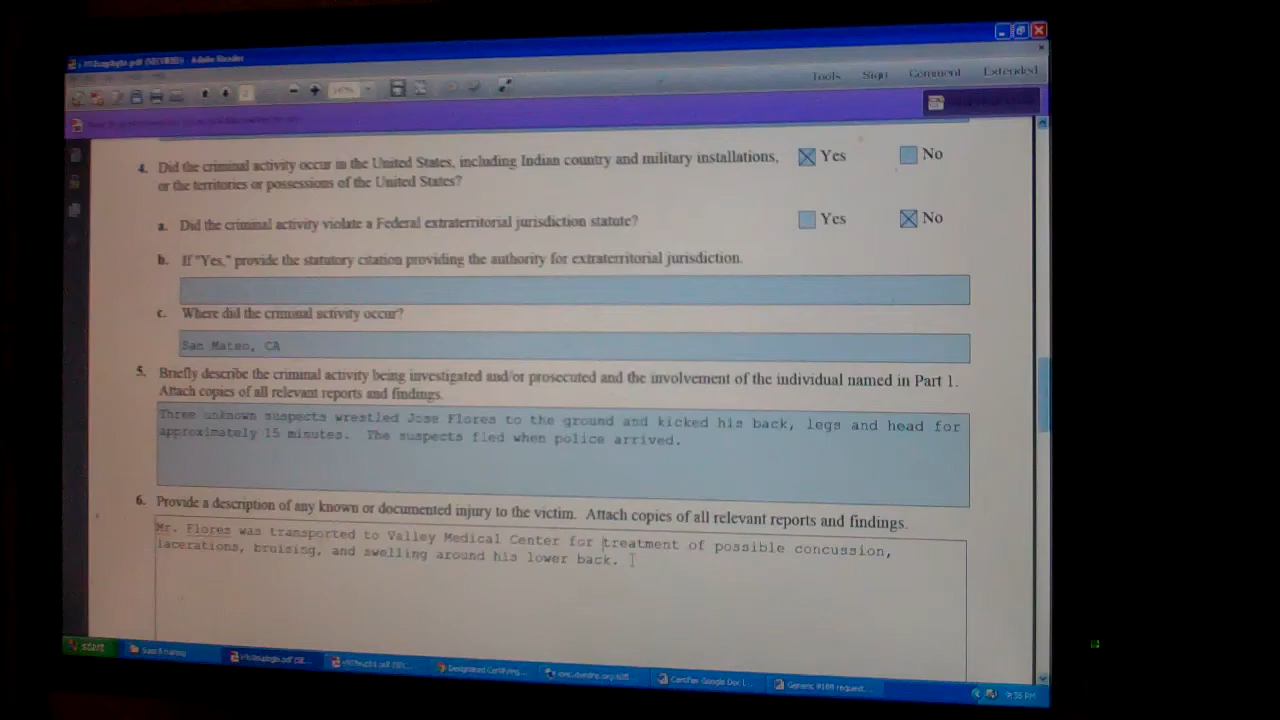 Tools Sign Comment Extended
4. Did the criminal activity occur in the United States, including Indian country and military installations, Yes No
or the territories or possessions of the United States?
a. Did the criminal activity violate a Federal extraterritorial jurisdiction statute? Yes No
b. If "Yes," provide the statutory citation providing the authority for extraterritorial jurisdiction.
c. Where did the criminal activity occur?
San Mateo, CA
5. Briefly describe the criminal activity being investigated and/or prosecuted and the involvement of the individual named in Part 1.
Attach copies of all relevant reports and findings.
Three unknown suspects wrestled Jose Flores to the ground and kicked his back, legs and head for
approximately 15 minutes. The suspects fled when police arrived.
6. Provide a description of any known or documented injury to the victim. Attach copies of all relevant reports and findings.
Mr. Flores was transported to Valley Medical Center for treatment of possible concussion,
lacerations, bruising, and swelling around his lower back.
start